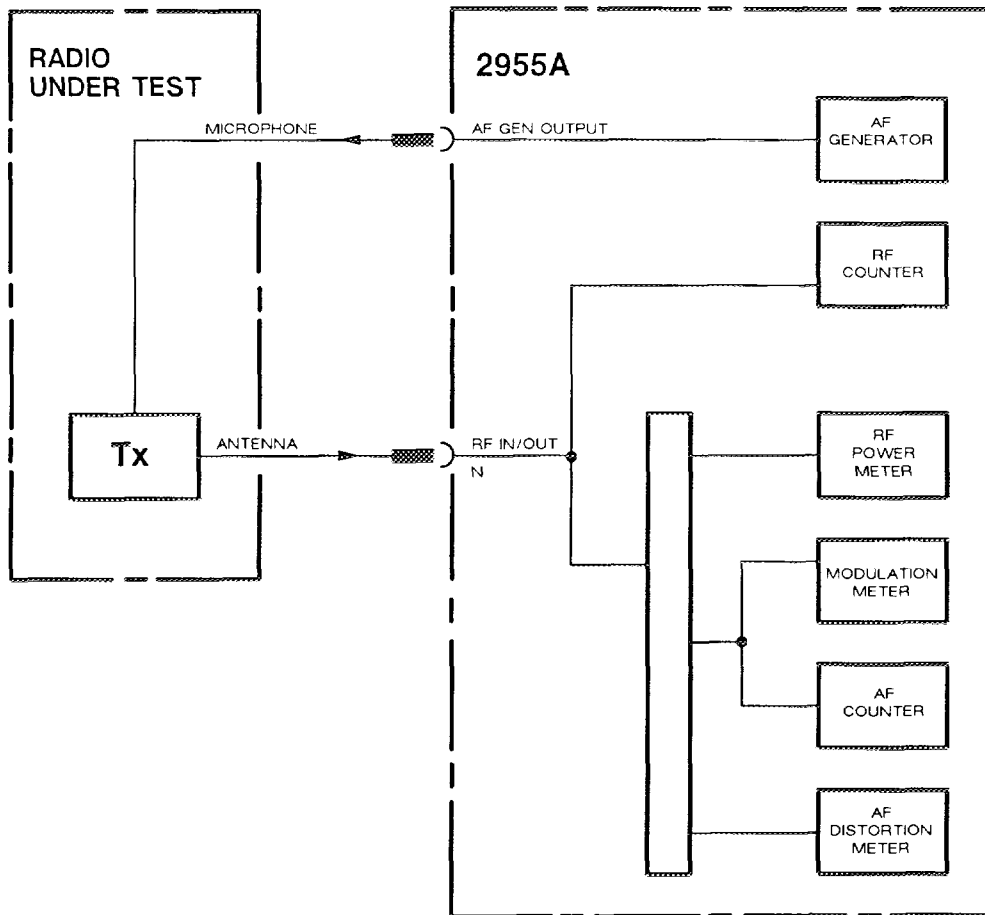 RADIO
UNDER TEST
2955A
MICROPHONE
AF GEN OUTPUT
AF
GENERATOR
RF
COUNTER
Tx
ANTENNA
RF IN/OUT
N
RF
POWER
METER
MODULATION
METER
AF
COUNTER
AF
DISTORTION
METER